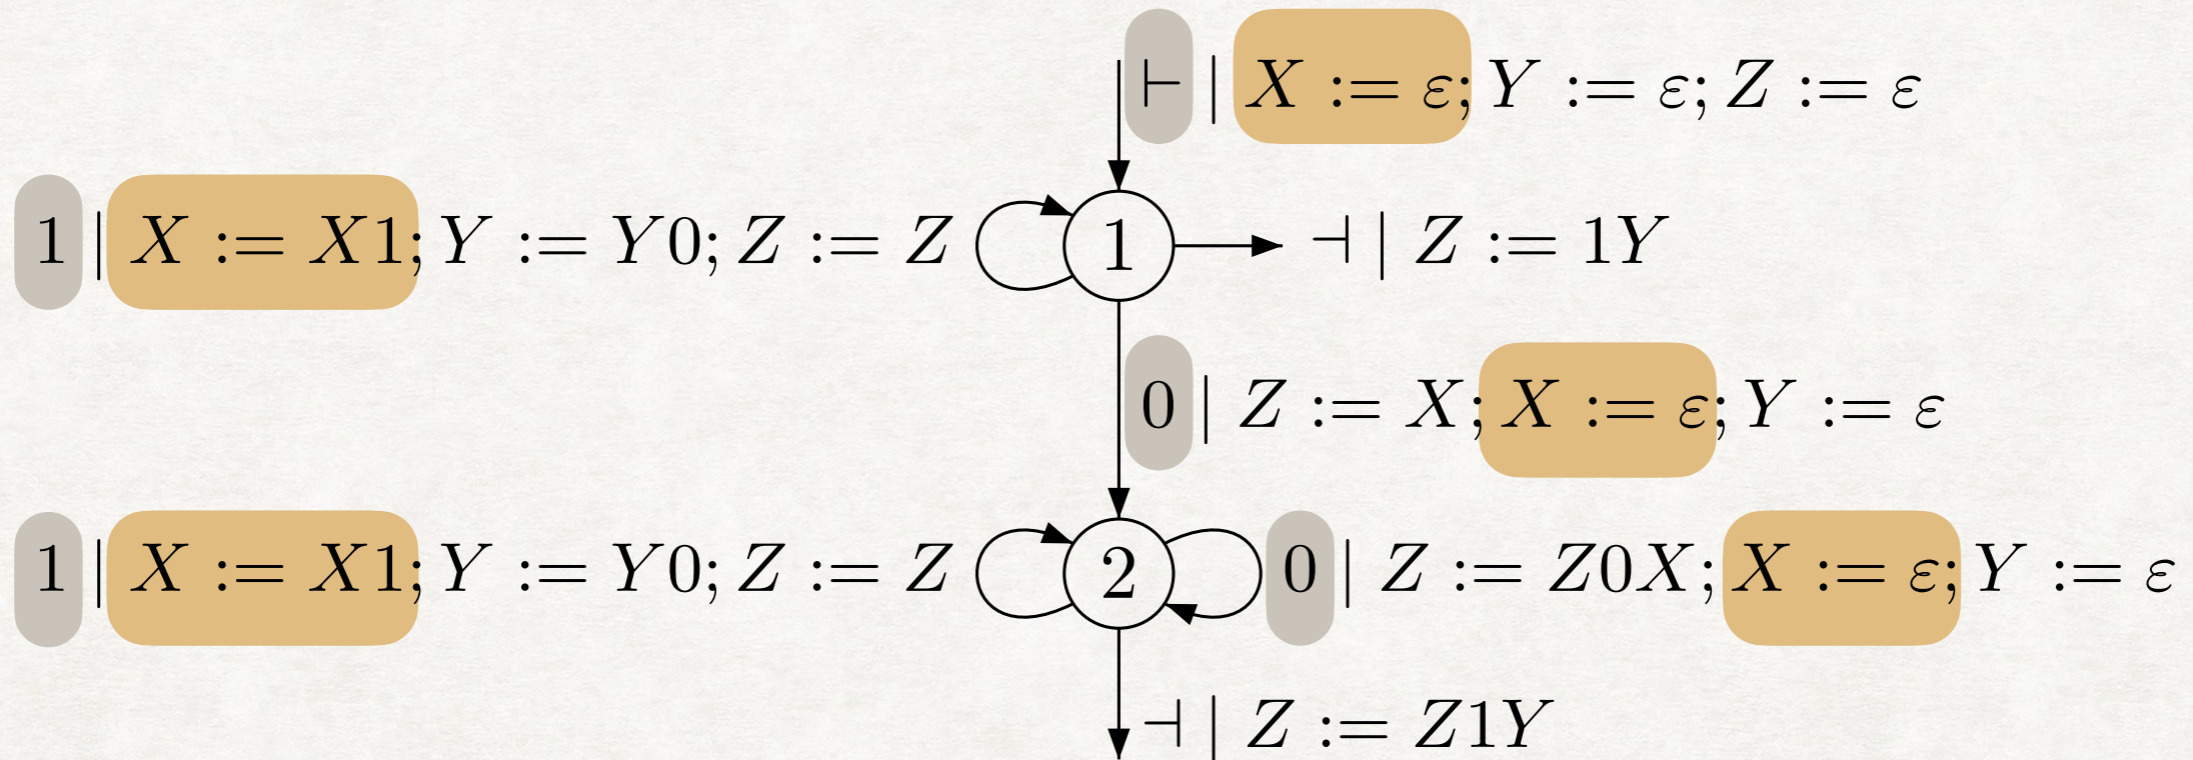 ⊢ | X := ε; Y := ε; Z := ε
1 | X := X1; Y := Y0; Z := Z
1
⊣ | Z := 1Y
0 | Z := X; X := ε; Y := ε
1 | X := X1; Y := Y0; Z := Z
2
0 | Z := Z0X; X := ε; Y := ε
⊣ | Z := Z1Y